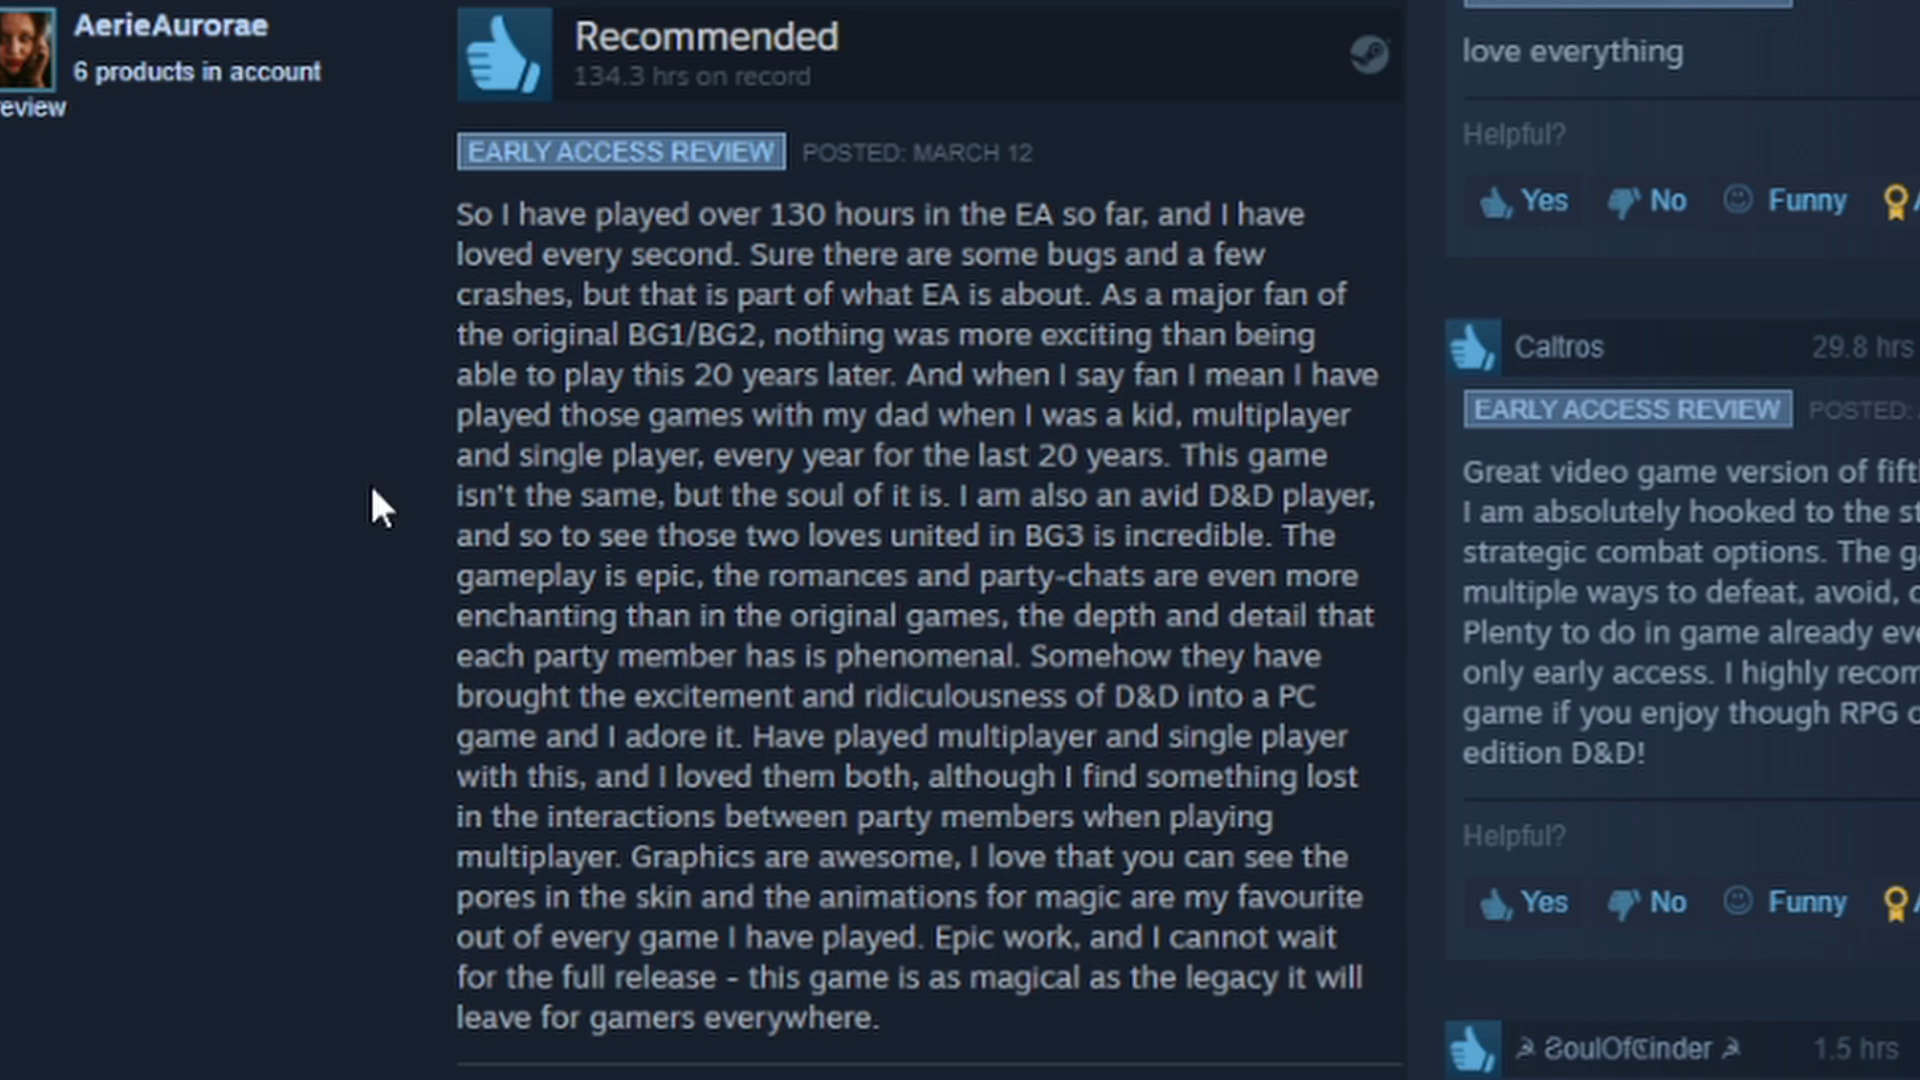 AerieAurorae
6 products in account
eview
Recommended
134.3 hrs on record
EARLY ACCESS REVIEW POSTED: MARCH 12
So I have played over 130 hours in the EA so far, and I have
loved every second. Sure there are some bugs and a few
crashes, but that is part of what EA is about. As a major fan of
the original BG1/BG2, nothing was more exciting than being
able to play this 20 years later. And when I say fan I mean I have
played those games with my dad when I was a kid, multiplayer
and single player, every year for the last 20 years. This game
isn't the same, but the soul of it is. I am also an avid D&D player,
and so to see those two loves united in BG3 is incredible. The
gameplay is epic, the romances and party-chats are even more
enchanting than in the original games, the depth and detail that
each party member has is phenomenal. Somehow they have
brought the excitement and ridiculousness of D&D into a PC
game and I adore it. Have played multiplayer and single player
with this, and I loved them both, although I find something lost
in the interactions between party members when playing
multiplayer. Graphics are awesome, I love that you can see the
pores in the skin and the animations for magic are my favourite
out of every game I have played. Epic work, and I cannot wait
for the full release - this game is as magical as the legacy it will
leave for gamers everywhere.
love everything
Helpful?
Yes No Funny
Caltros 29.8 hrs
EARLY ACCESS REVIEW POSTED:
Great video game version of fift
I am absolutely hooked to the st
strategic combat options. The ga
multiple ways to defeat, avoid,
Plenty to do in game already eve
only early access. I highly recom
game if you enjoy though RPG
edition D&D!
Helpful?
Yes No Funny
☭ ƧoulOfℭinder ☭ 1.5 hrs